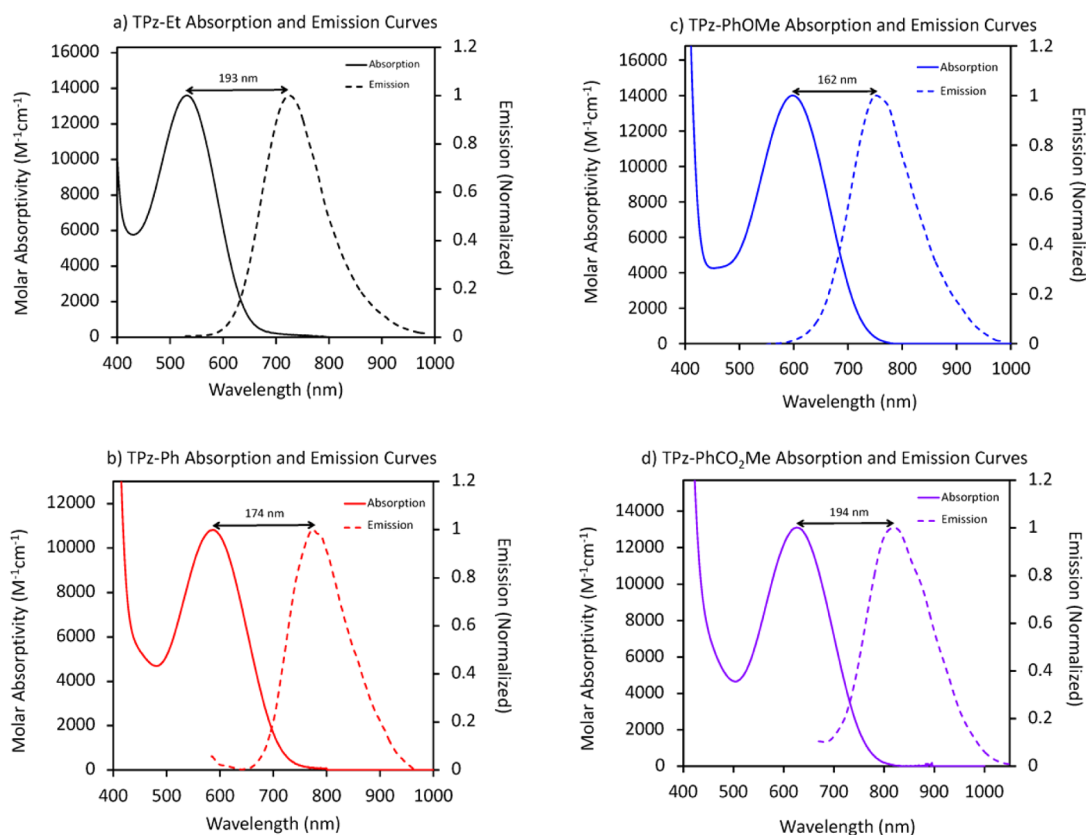 a) TPz-Et Absorption and Emission Curves
16000
14000
12000
10000
8000
6000
4000
2000
0
Molar Absorptivity (M⁻¹cm⁻¹)
193 nm
Absorption
Emission
1.2
1
0.8
0.6
0.4
0.2
0
Emission (Normalized)
400 500 600 700 800 900 1000
Wavelength (nm)
c) TPz-PhOMe Absorption and Emission Curves
16000
14000
12000
10000
8000
6000
4000
2000
0
Molar Absorptivity (M⁻¹cm⁻¹)
162 nm
Absorption
Emission
1.2
1
0.8
0.6
0.4
0.2
0
Emission (Normalized)
400 500 600 700 800 900 1000
Wavelength (nm)
b) TPz-Ph Absorption and Emission Curves
12000
10000
8000
6000
4000
2000
0
Molar Absorptivity (M⁻¹cm⁻¹)
174 nm
Absorption
Emission
1.2
1
0.8
0.6
0.4
0.2
0
Emission (Normalized)
400 500 600 700 800 900 1000
Wavelength (nm)
d) TPz-PhCO₂Me Absorption and Emission Curves
14000
12000
10000
8000
6000
4000
2000
0
Molar Absorptivity (M⁻¹cm⁻¹)
194 nm
Absorption
Emission
1.2
1
0.8
0.6
0.4
0.2
0
Emission (Normalized)
400 500 600 700 800 900 1000
Wavelength (nm)